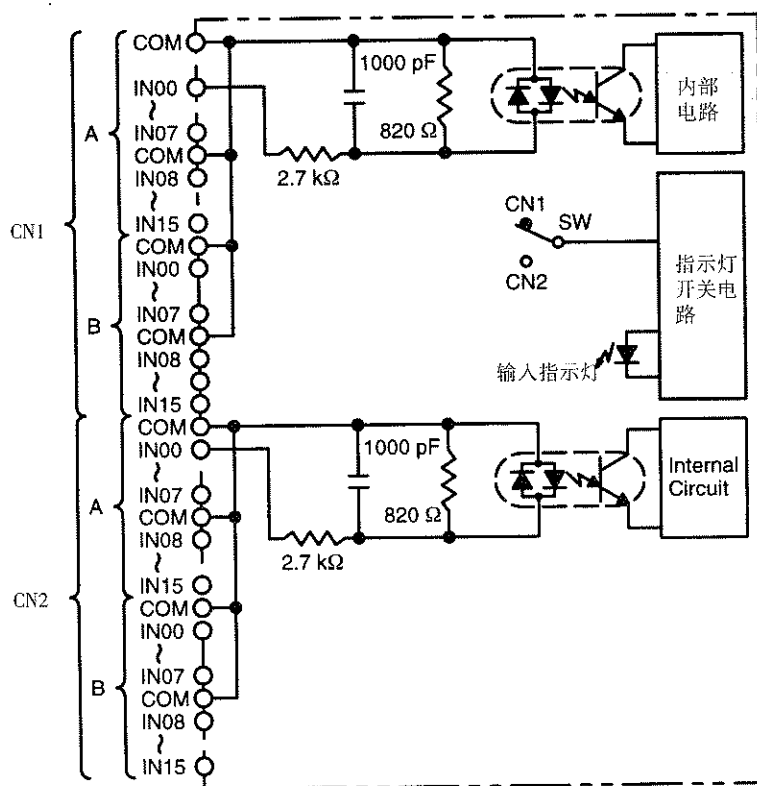 COM
1000 pF
IN00
内部
电路
A
IN07
820 Ω
COM
2.7 kΩ
IN08
CN1
CN1
IN15
SW
COM
CN2
IN00
指示灯
开关电
路
IN07
B
COM
IN08
输入指示灯
IN15
COM
1000 pF
IN00
Internal
Circuit
A
IN07
820 Ω
COM
IN08
2.7 kΩ
IN15
CN2
COM
IN00
IN07
B
COM
IN08
IN15